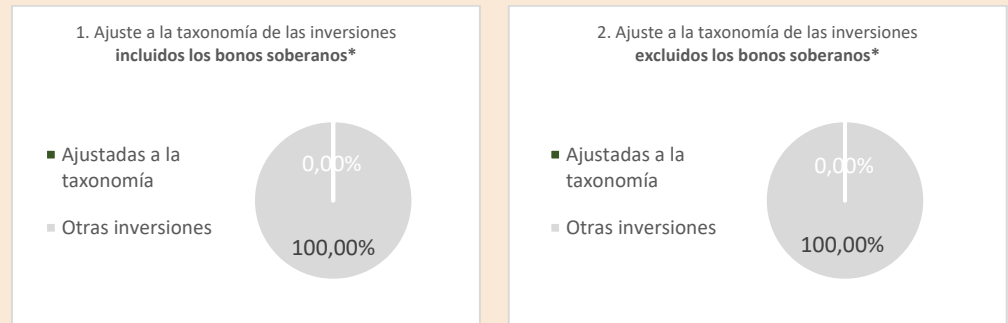 1. Ajuste a la taxonomía de las inversiones
incluidos los bonos soberanos*
Ajustadas a la
taxonomía
Otras inversiones
0,00%
100,00%
2. Ajuste a la taxonomía de las inversiones
excluidos los bonos soberanos*
Ajustadas a la
taxonomía
Otras inversiones
0,00%
100,00%